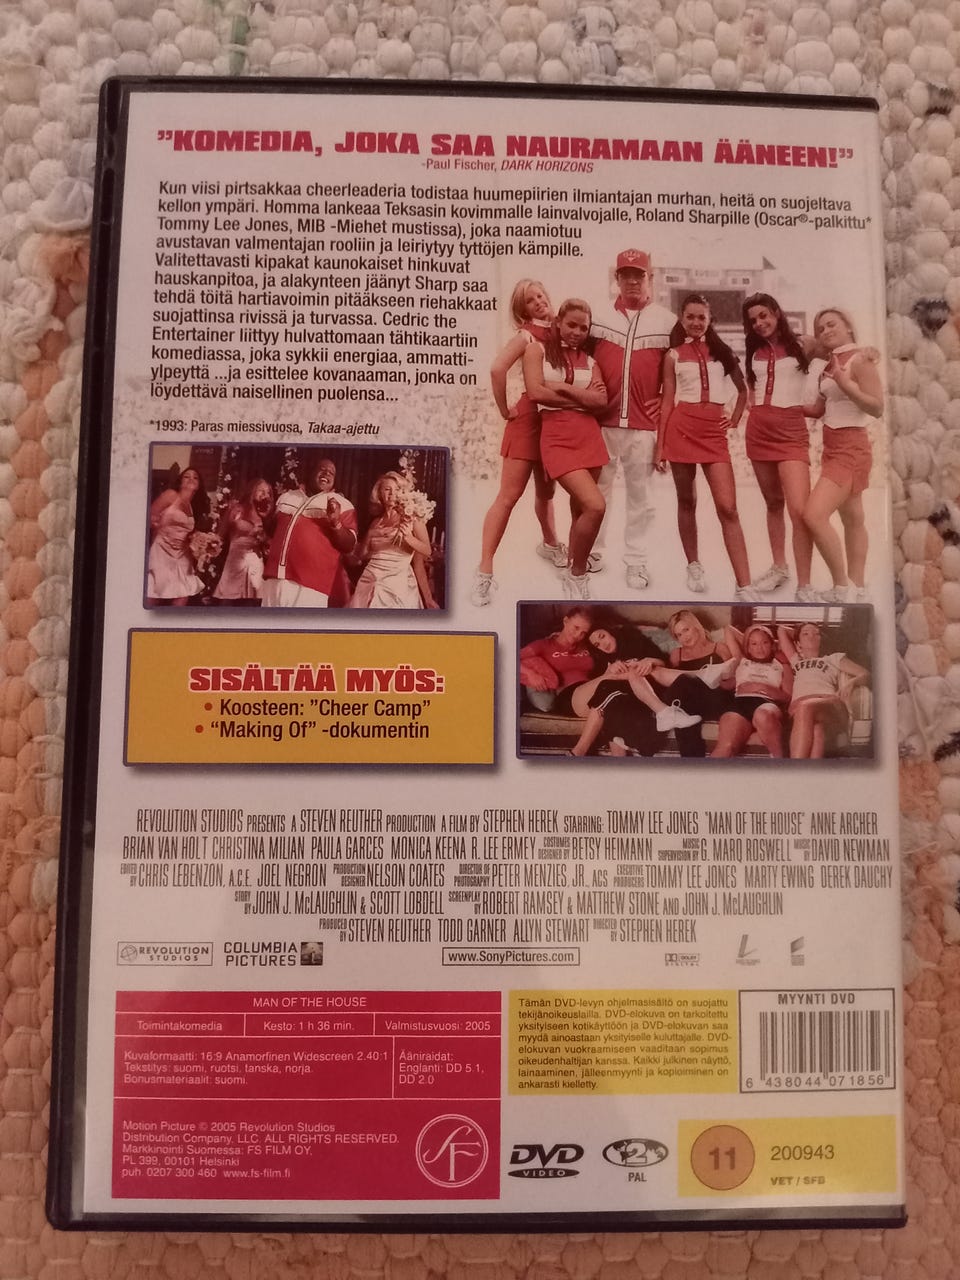 "KOMEDIA, JOKA SAA NAURAMAAN ÄÄNEEN!"
-Paul Fischer, DARK HORIZONS
Kun viisi pirtsakkaa cheerleaderia todistaa huumepiirien ilmiantajan murhan, heitä on suojeltava
kellon ympäri. Homma lankeaa Teksasin kovimmalle lainvalvojalle, Roland Sharpille (Oscar®-palkittu*
Tommy Lee Jones, MIB -Miehet mustissa), joka naamiotuu
avustavan valmentajan rooliin ja leiriytyy tyttöjen kämpille.
Valitettavasti kipakat kaunokaiset hinkuvat
hauskanpitoa, ja alakynteen jäänyt Sharp saa
tehdä töitä hartiavoimin pitääkseen riehakkaat
suojattinsa rivissä ja turvassa. Cedric the
Entertainer liittyy hulvattomaan tähtikaartiin
komediassa, joka sykkii energiaa, ammatti-
ylpeyttä ...ja esittelee kovanaaman, jonka on
löydettävä naisellinen puolensa...
*1993: Paras miessivuosa, Takaa-ajettu
SISÄLTÄÄ MYÖS:
• Koosteen: "Cheer Camp"
• "Making Of" -dokumentin
DEFENSE
REVOLUTION STUDIOS PRESENTS A STEVEN REUTHER PRODUCTION A FILM BY STEPHEN HEREK STARRING: TOMMY LEE JONES "MAN OF THE HOUSE" ANNE ARCHER
BRIAN VAN HOLT CHRISTINA MILIAN PAULA GARCES MONICA KEENA R. LEE ERMEY COSTUMES DESIGNED BY BETSY HEIMANN MUSIC SUPERVISION BY G. MARQ ROSWELL MUSIC BY DAVID NEWMAN
EDITED BY CHRIS LEBENZON, A.C.E. JOEL NEGRON PRODUCTION DESIGNER NELSON COATES DIRECTOR OF PHOTOGRAPHY PETER MENZIES, JR., ACS EXECUTIVE PRODUCERS TOMMY LEE JONES MARTY EWING DEREK DAUCHY
STORY BY JOHN J. McLAUGHLIN & SCOTT LOBDELL SCREENPLAY BY ROBERT RAMSEY & MATTHEW STONE AND JOHN J. McLAUGHLIN
PRODUCED BY STEVEN REUTHER TODD GARNER ALLYN STEWART DIRECTED BY STEPHEN HEREK
REVOLUTION STUDIOS
COLUMBIA PICTURES
www.SonyPictures.com
DOLBY DIGITAL
MAN OF THE HOUSE
Toimintakomedia Kesto: 1 h 36 min. Valmistusvuosi: 2005
Kuvaformaatti: 16:9 Anamorfinen Widescreen 2.40:1
Tekstitys: suomi, ruotsi, tanska, norja.
Bonusmateriaalit: suomi.
Ääniraidat:
Englanti: DD 5.1,
DD 2.0
Motion Picture © 2005 Revolution Studios
Distribution Company, LLC. ALL RIGHTS RESERVED.
Markkinointi Suomessa: FS FILM OY,
PL 399, 00101 Helsinki
puh. 0207 300 460 www.fs-film.fi
SF
Tämän DVD-levyn ohjelmasisältö on suojattu
tekijänoikeuslailla. DVD-elokuva on tarkoitettu
yksityiseen kotikäyttöön ja DVD-elokuvan saa
myydä ainoastaan yksityiselle kuluttajalle. DVD-
elokuvan vuokraamiseen vaaditaan sopimus
oikeudenhaltijan kanssa. Kaikki julkinen näyttö,
lainaaminen, jälleenmyynti ja kopioiminen on
ankarasti kielletty.
MYYNTI DVD
6 438044 071856
DVD VIDEO
2
PAL
11
200943
VET / SFB